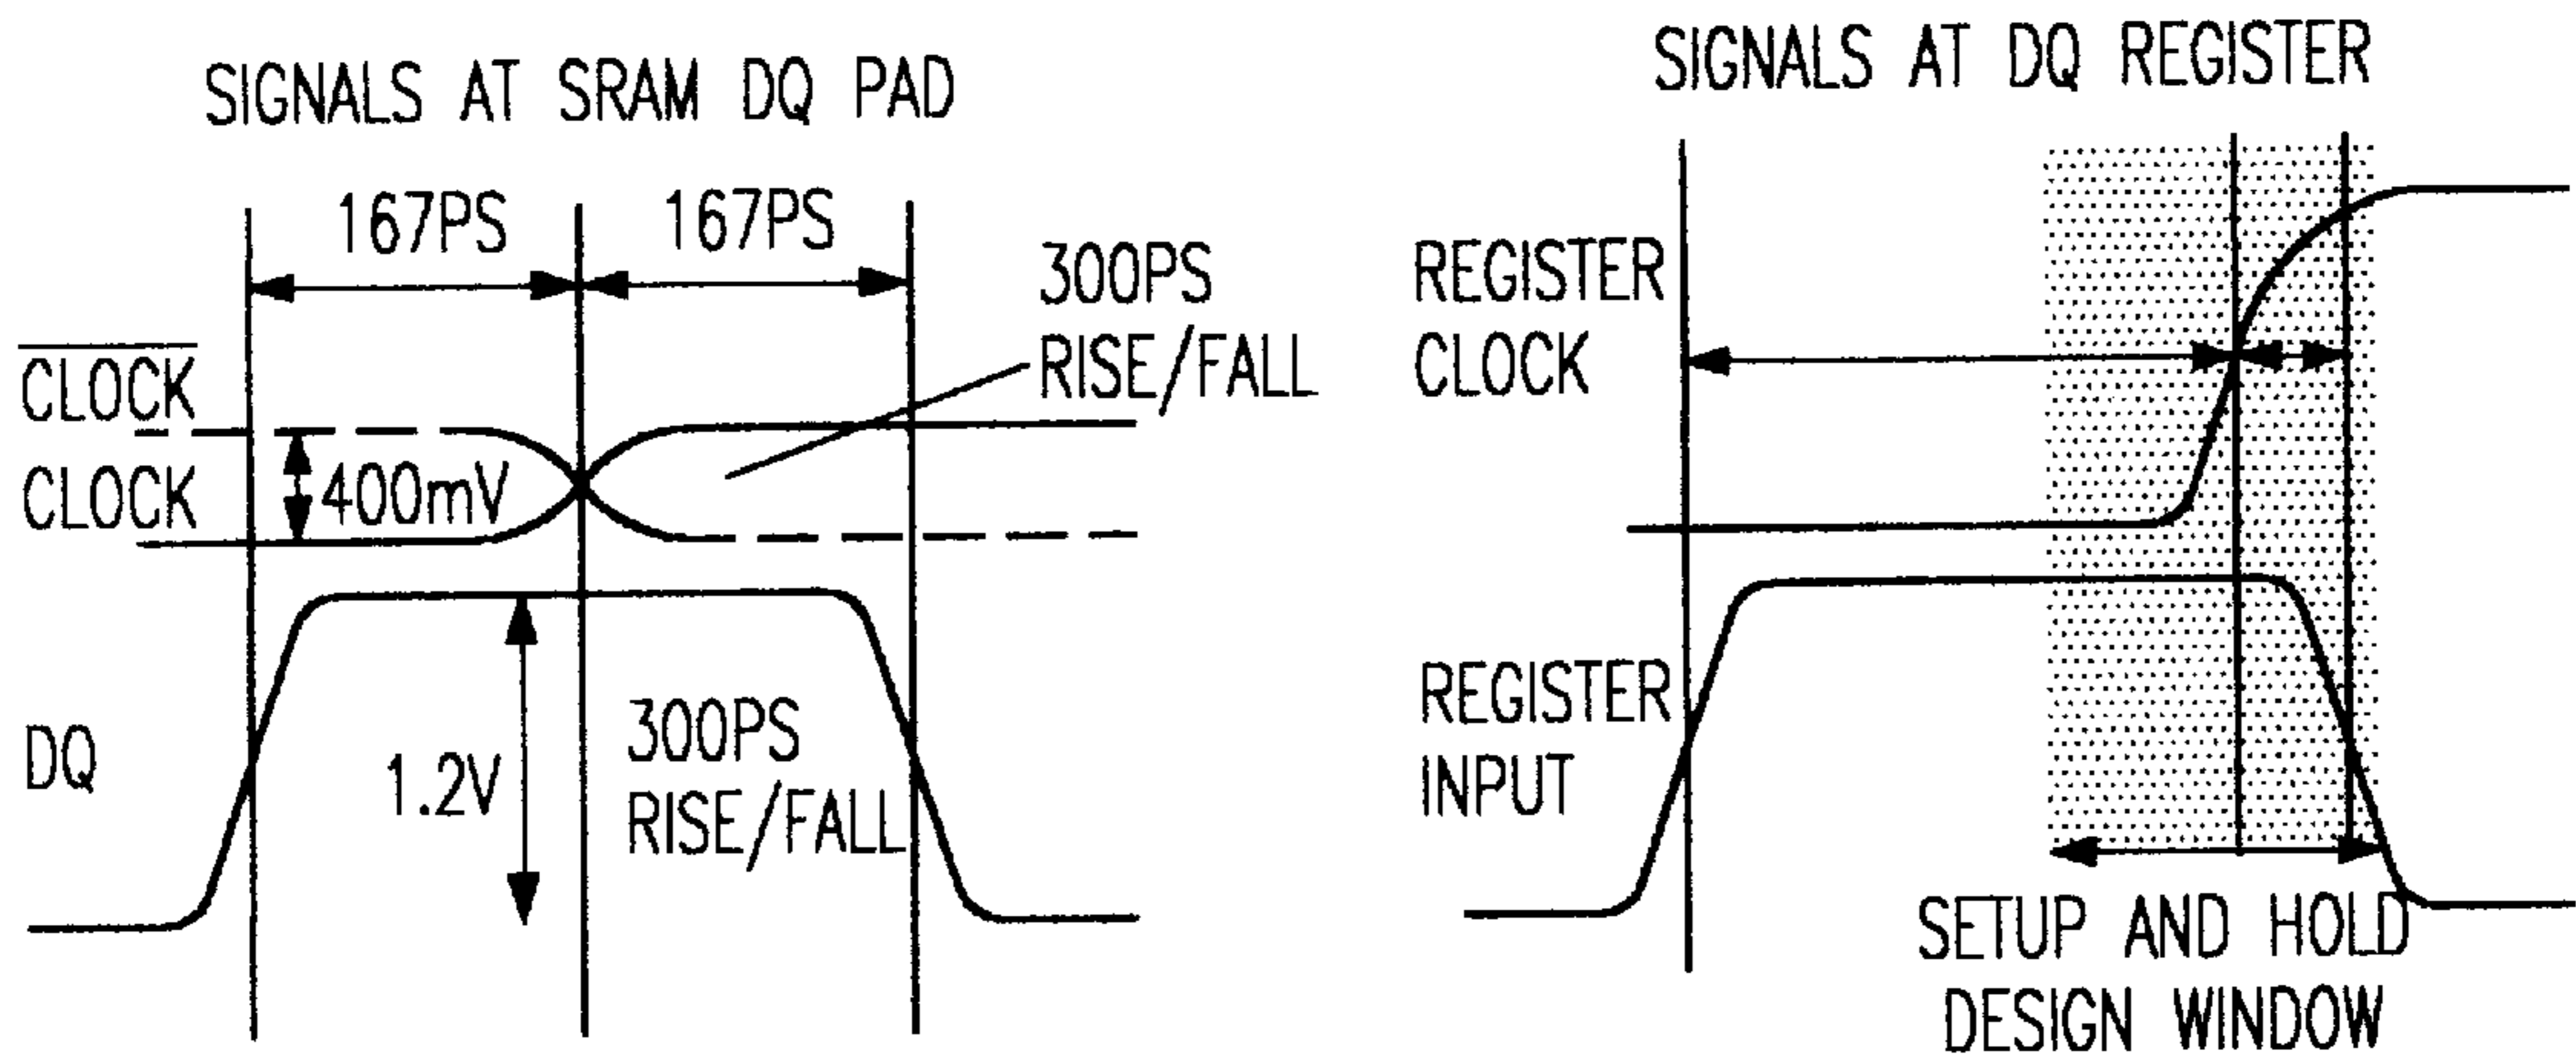 SIGNALS AT SRAM DQ PAD
167PS 167PS
300PS
RISE/FALL
C̅L̅O̅C̅K̅
CLOCK
400mV
DQ
1.2V
300PS
RISE/FALL
SIGNALS AT DQ REGISTER
REGISTER
CLOCK
REGISTER
INPUT
SETUP AND HOLD
DESIGN WINDOW